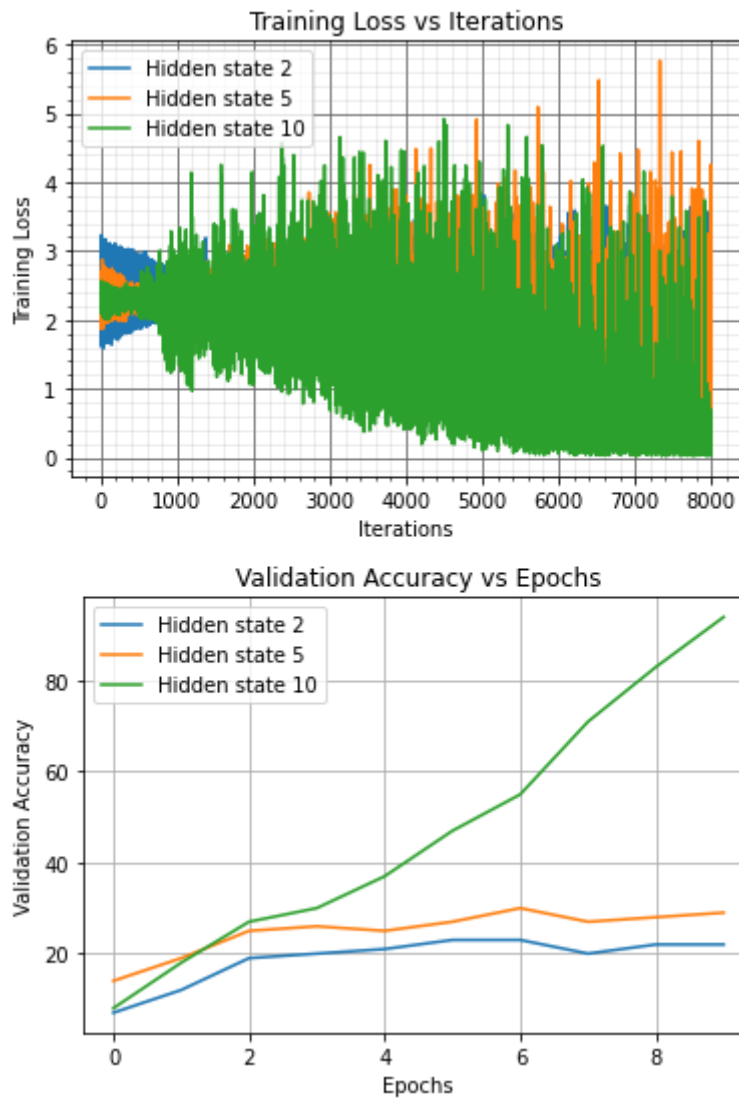 Training Loss vs Iterations
6
5
4
3
2
1
0
Training Loss
Hidden state 2
Hidden state 5
Hidden state 10
0 1000 2000 3000 4000 5000 6000 7000 8000
Iterations
Validation Accuracy vs Epochs
80
60
40
20
Validation Accuracy
Hidden state 2
Hidden state 5
Hidden state 10
0 2 4 6 8
Epochs